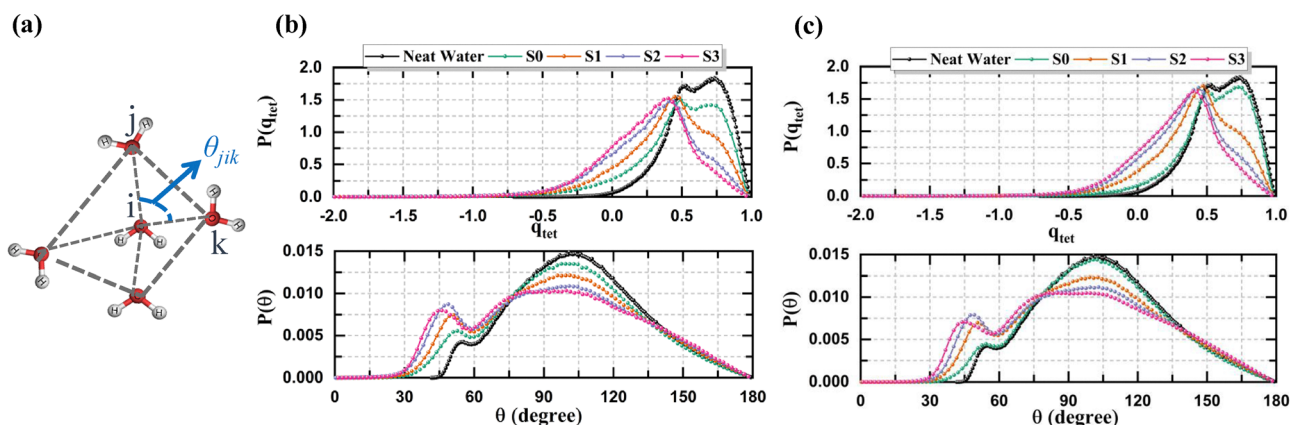 (a)
j
θjik
i
k
H H
H H
H H
H H
H H
(b)
Neat Water S0 S1 S2 S3
P(qtet)
2.0
1.5
1.0
0.5
0.0
-2.0 -1.5 -1.0 -0.5 0.0 0.5 1.0
qtet
P(θ)
0.015
0.010
0.005
0.000
0 30 60 90 120 150 180
θ (degree)
(c)
Neat Water S0 S1 S2 S3
P(qtet)
2.0
1.5
1.0
0.5
0.0
-2.0 -1.5 -1.0 -0.5 0.0 0.5 1.0
qtet
P(θ)
0.015
0.010
0.005
0.000
0 30 60 90 120 150 180
θ (degree)